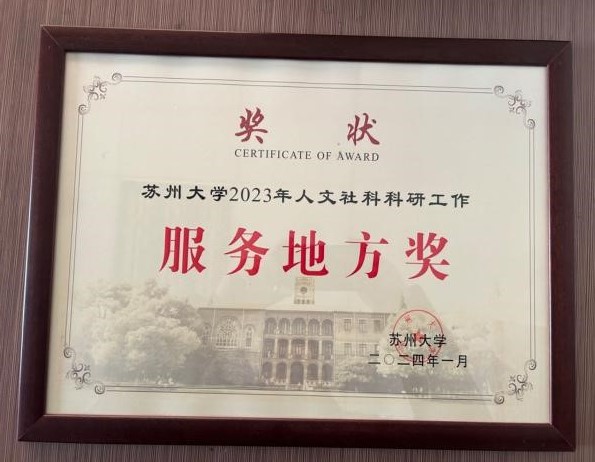 奖 状
CERTIFICATE OF AWARD
苏州大学2023年人文社科科研工作
服务地方奖
苏州大学
二〇二四年一月